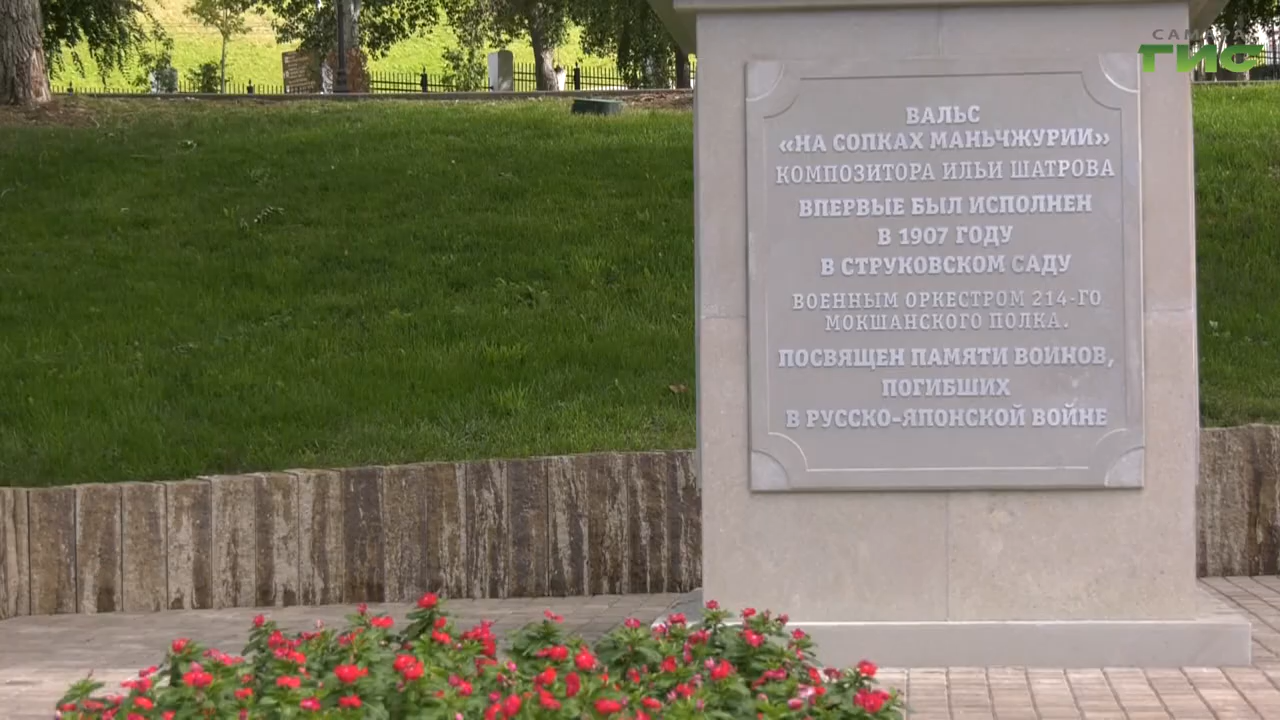 САМАРА
ГИС
ВАЛЬС
«НА СОПКАХ МАНЬЧЖУРИИ»
КОМПОЗИТОРА ИЛЬИ ШАТРОВА
ВПЕРВЫЕ БЫЛ ИСПОЛНЕН
В 1907 ГОДУ
В СТРУКОВСКОМ САДУ
ВОЕННЫМ ОРКЕСТРОМ 214-ГО
МОКШАНСКОГО ПОЛКА.
ПОСВЯЩЕН ПАМЯТИ ВОИНОВ,
ПОГИБШИХ
В РУССКО-ЯПОНСКОЙ ВОЙНЕ